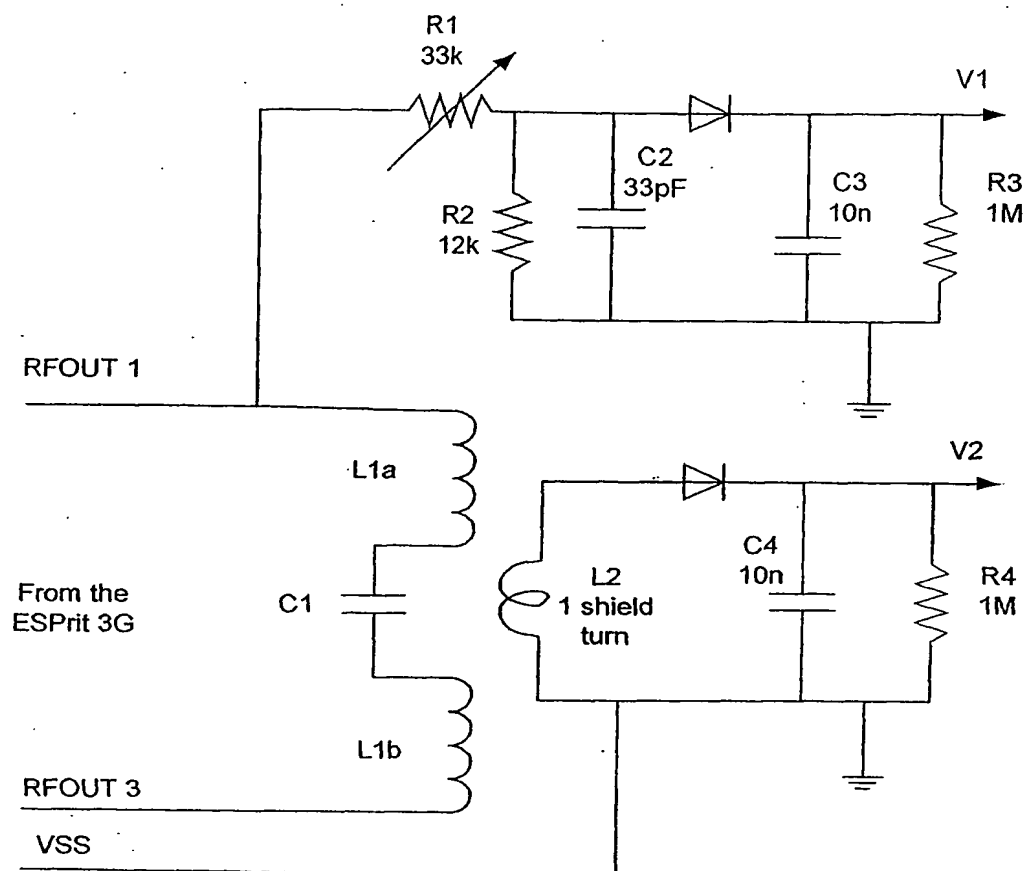 R1
33k
V1
C2
33pF
R2
12k
C3
10n
R3
1M
RFOUT 1
L1a
V2
From the
ESPrit 3G
C1
L2
1 shield
turn
C4
10n
R4
1M
L1b
RFOUT 3
VSS